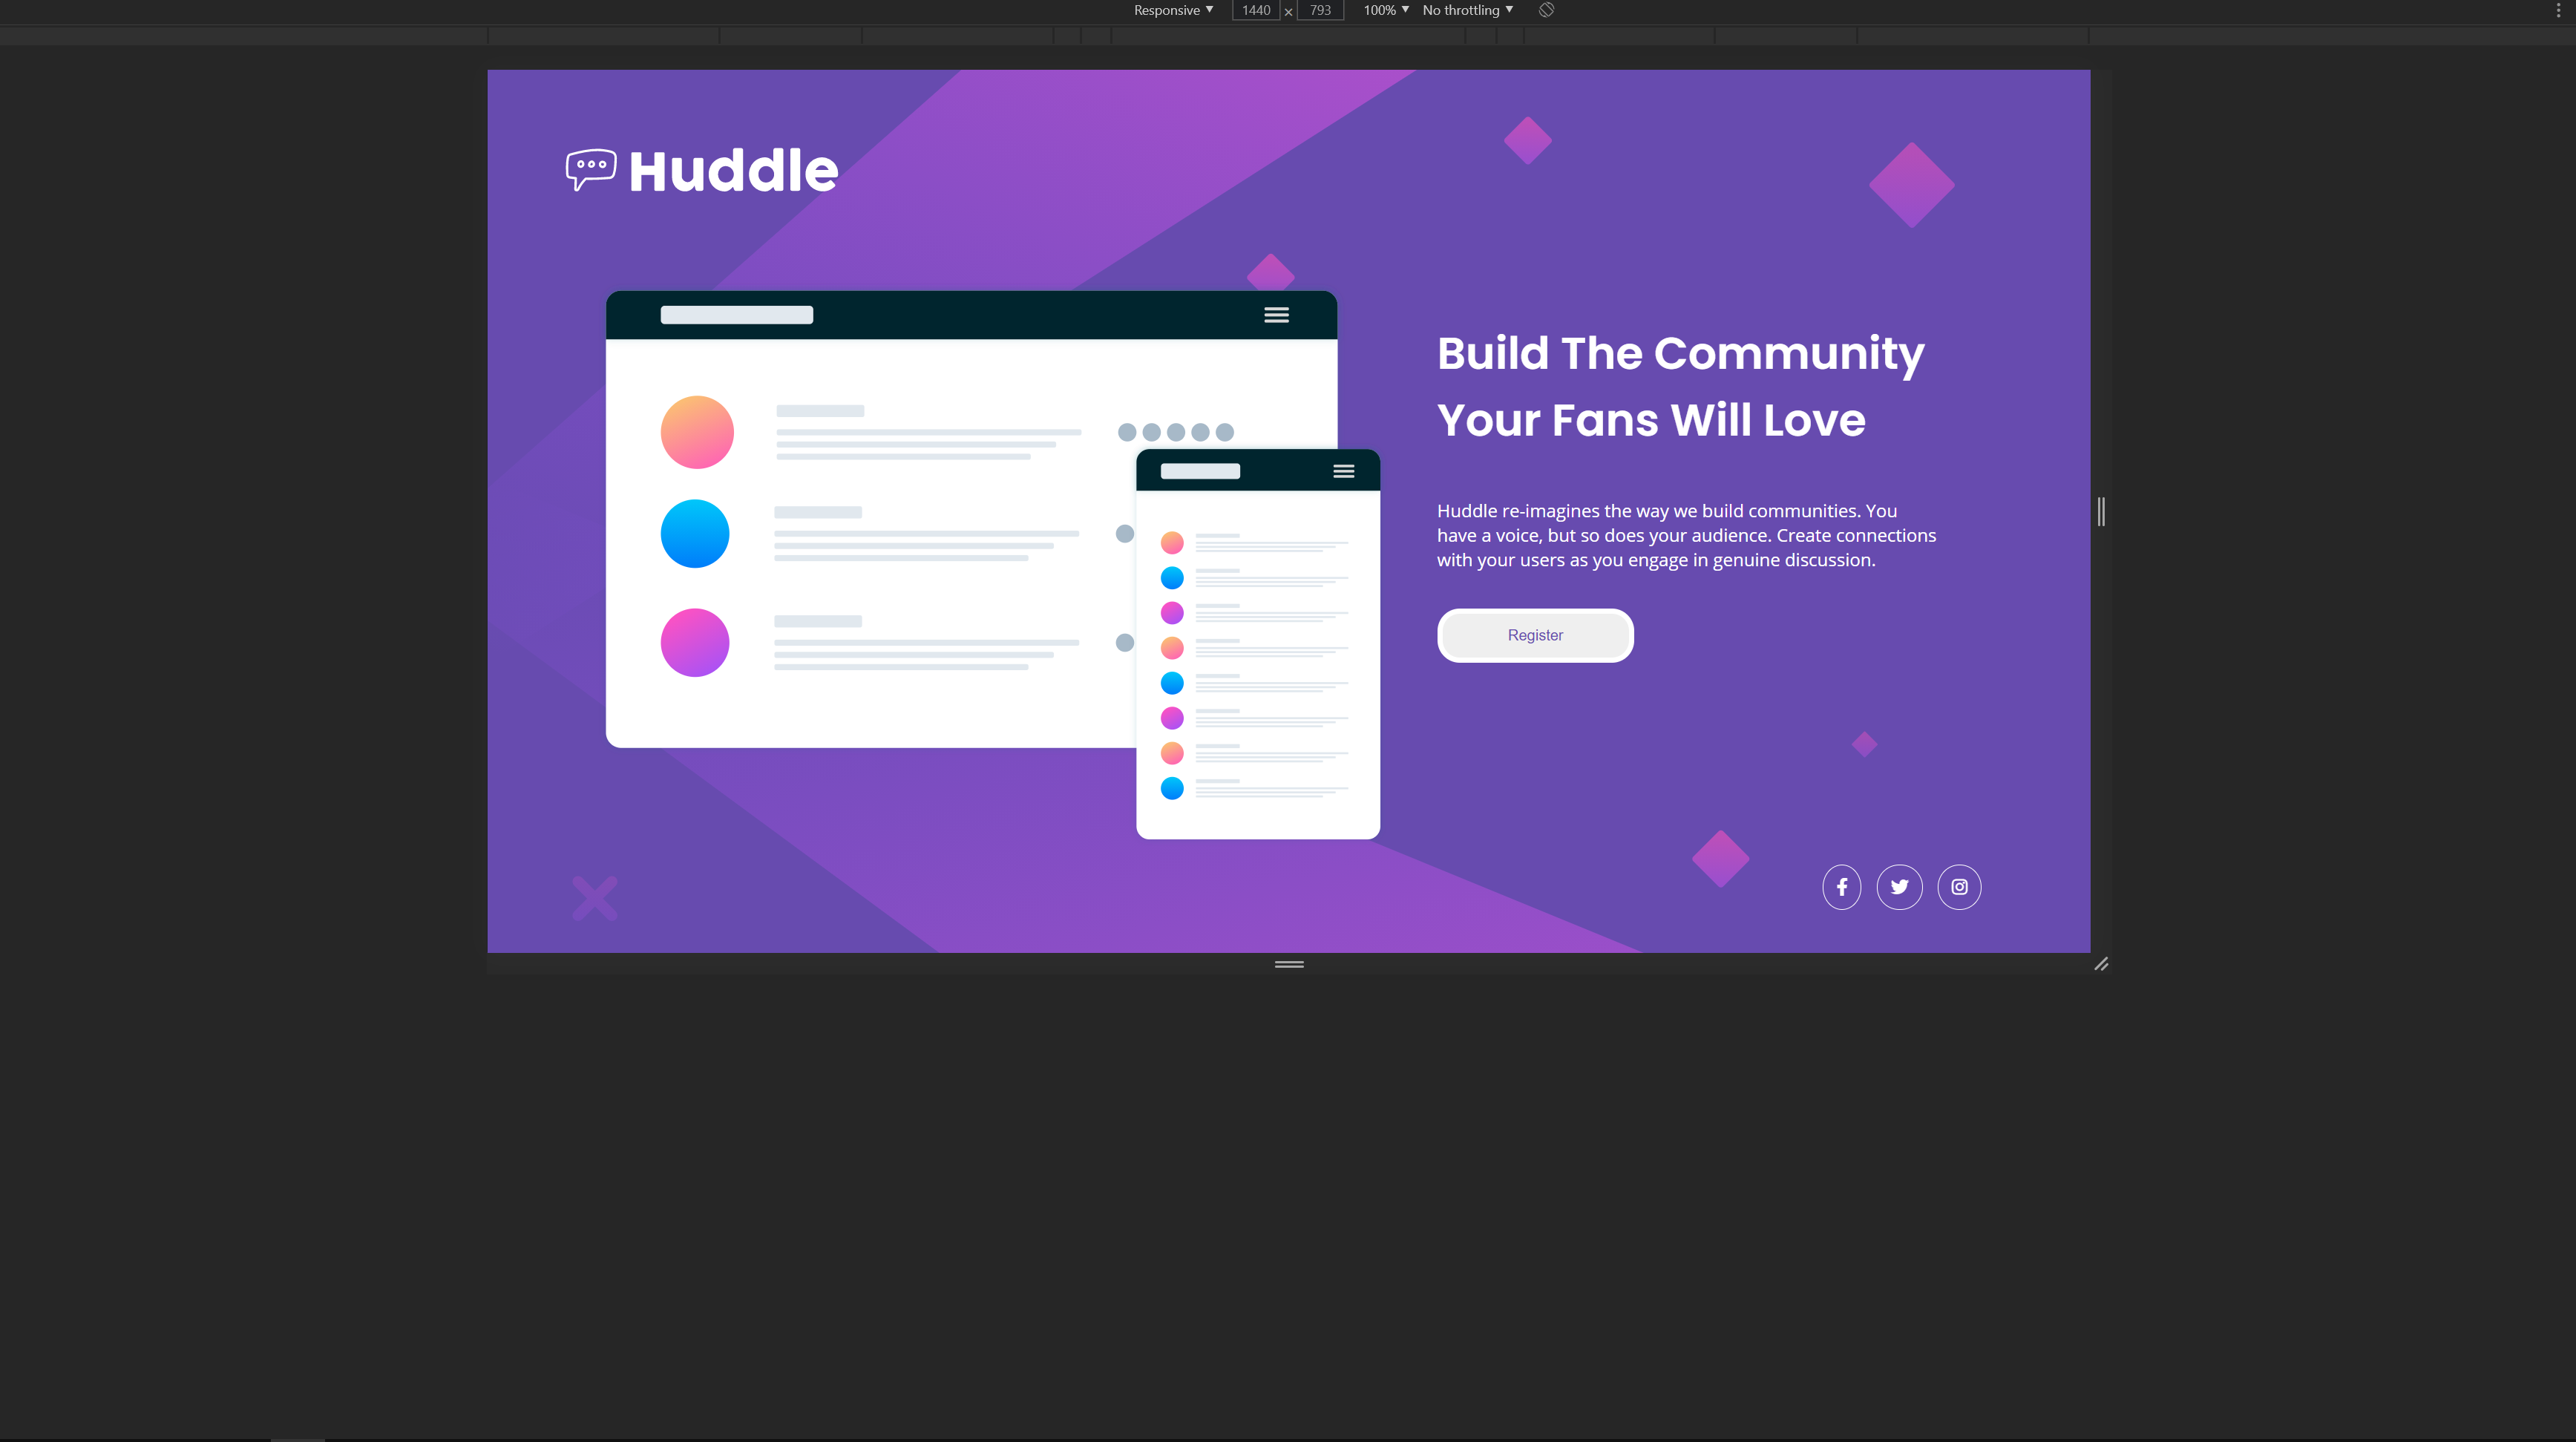 Responsive 1440 × 793 100% No throttling
Huddle
Build The Community
Your Fans Will Love
Huddle re-imagines the way we build communities. You
have a voice, but so does your audience. Create connections
with your users as you engage in genuine discussion.
Register